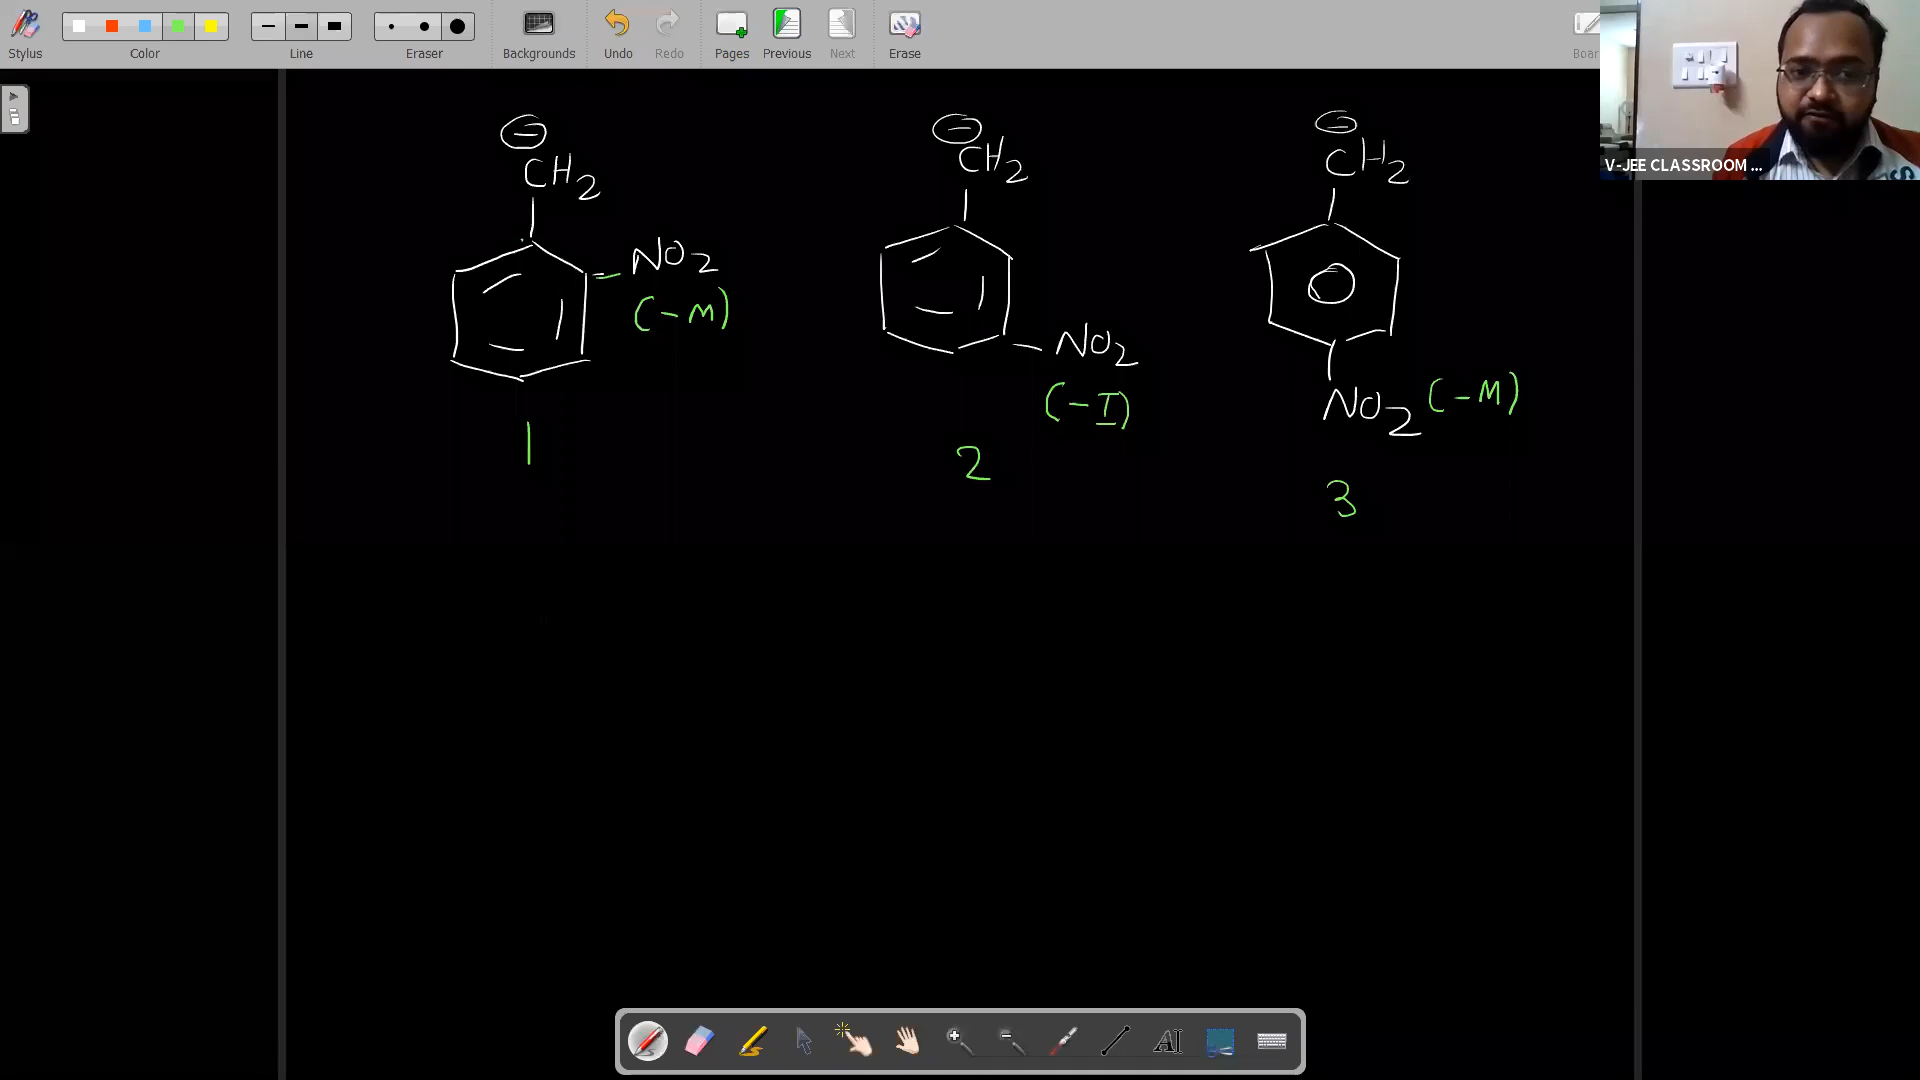 Stylus
Color
Line
Eraser
Backgrounds
Undo
Redo
Pages
Previous
Next
Erase
V-JEE CLASSROOM ...
⊖
CH2
NO2
(-M)
1
⊖
CH2
NO2
(-I)
2
⊖
CH2
NO2 (-M)
3
AI